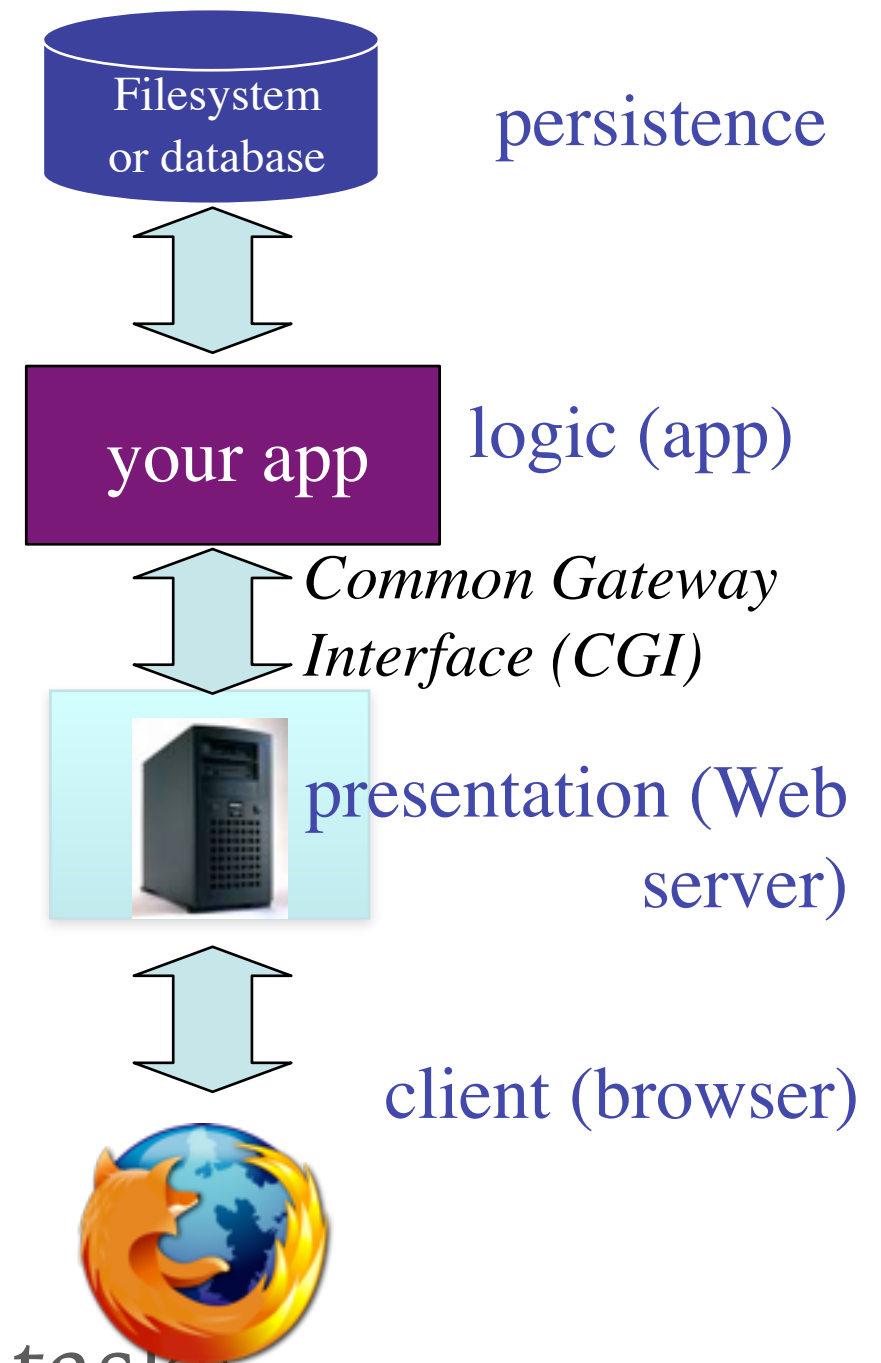 Filesystem
or database
persistence
your app
logic (app)
Common Gateway
Interface (CGI)
presentation (Web
server)
client (browser)